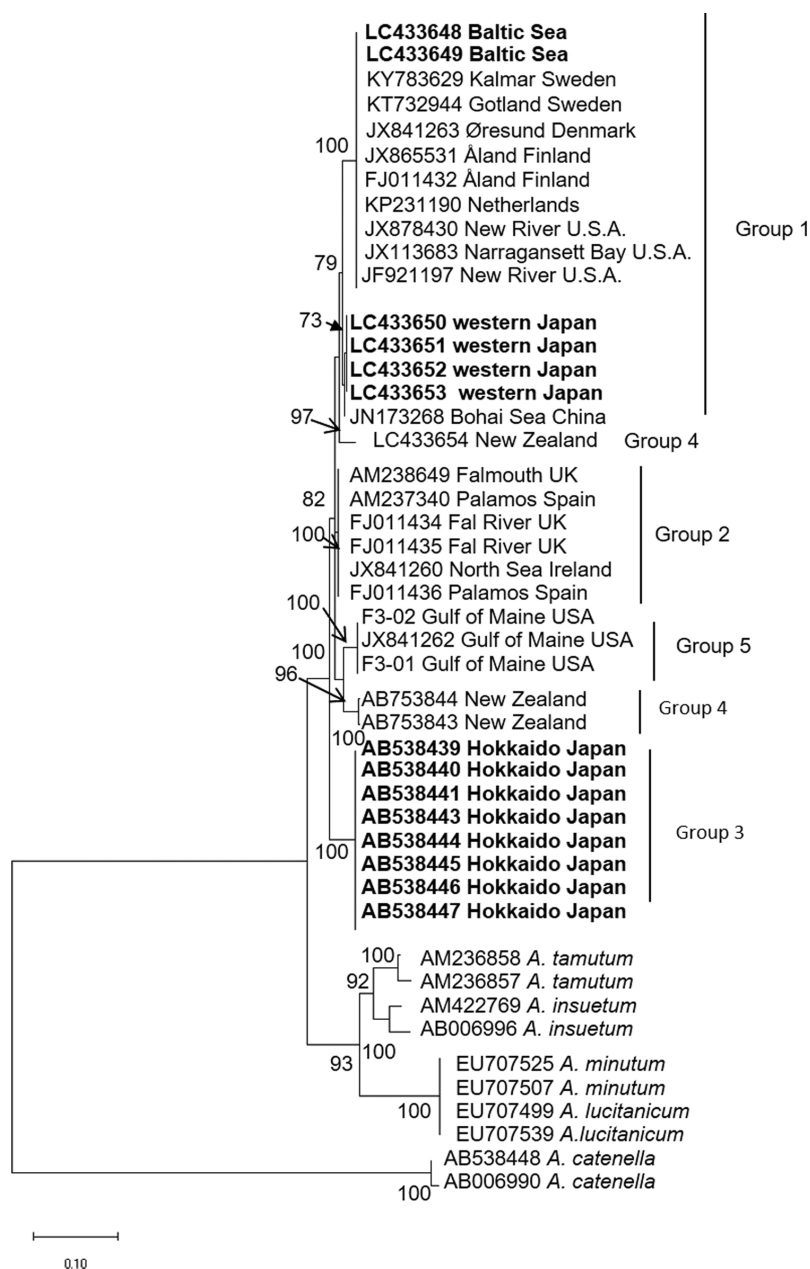 LC433648 Baltic Sea
LC433649 Baltic Sea
KY783629 Kalmar Sweden
KT732944 Gotland Sweden
JX841263 Øresund Denmark
100
JX865531 Åland Finland
FJ011432 Åland Finland
KP231190 Netherlands
JX878430 New River U.S.A.
Group 1
JX113683 Narragansett Bay U.S.A.
79
JF921197 New River U.S.A.
73
LC433650 western Japan
LC433651 western Japan
LC433652 western Japan
LC433653 western Japan
97
JN173268 Bohai Sea China
LC433654 New Zealand
Group 4
AM238649 Falmouth UK
82
AM237340 Palamos Spain
FJ011434 Fal River UK
100
Group 2
FJ011435 Fal River UK
JX841260 North Sea Ireland
FJ011436 Palamos Spain
100
F3-02 Gulf of Maine USA
JX841262 Gulf of Maine USA
Group 5
100
F3-01 Gulf of Maine USA
96
AB753844 New Zealand
Group 4
AB753843 New Zealand
100
AB538439 Hokkaido Japan
AB538440 Hokkaido Japan
AB538441 Hokkaido Japan
AB538443 Hokkaido Japan
Group 3
AB538444 Hokkaido Japan
100
AB538445 Hokkaido Japan
AB538446 Hokkaido Japan
AB538447 Hokkaido Japan
100
AM236858 A. tamutum
92
AM236857 A. tamutum
AM422769 A. insuetum
AB006996 A. insuetum
100
93
EU707525 A. minutum
EU707507 A. minutum
100
EU707499 A. lucitanicum
EU707539 A.lucitanicum
AB538448 A. catenella
AB006990 A. catenella
100
0.10